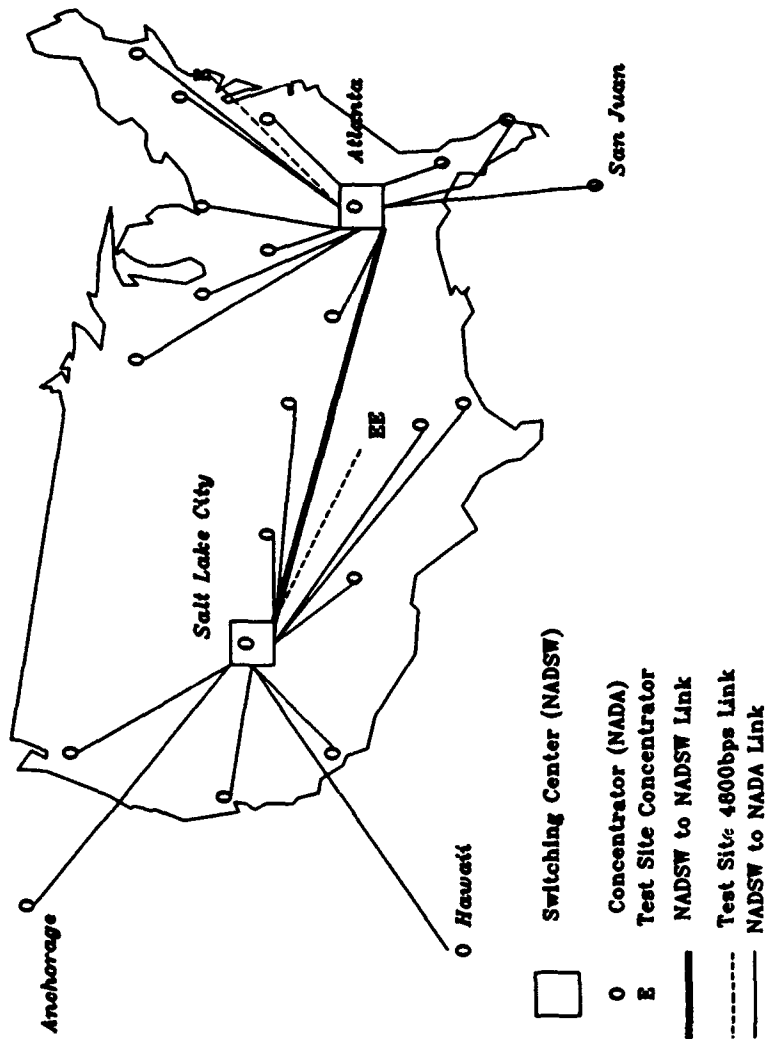 Anchorage
Salt Lake City
E
Atlanta
EE
San Juan
O Hawaii
Switching Center (NADSW)
O Concentrator (NADA)
E Test Site Concentrator
NADSW to NADSW Link
Test Site 4800bps Link
NADSW to NADA Link